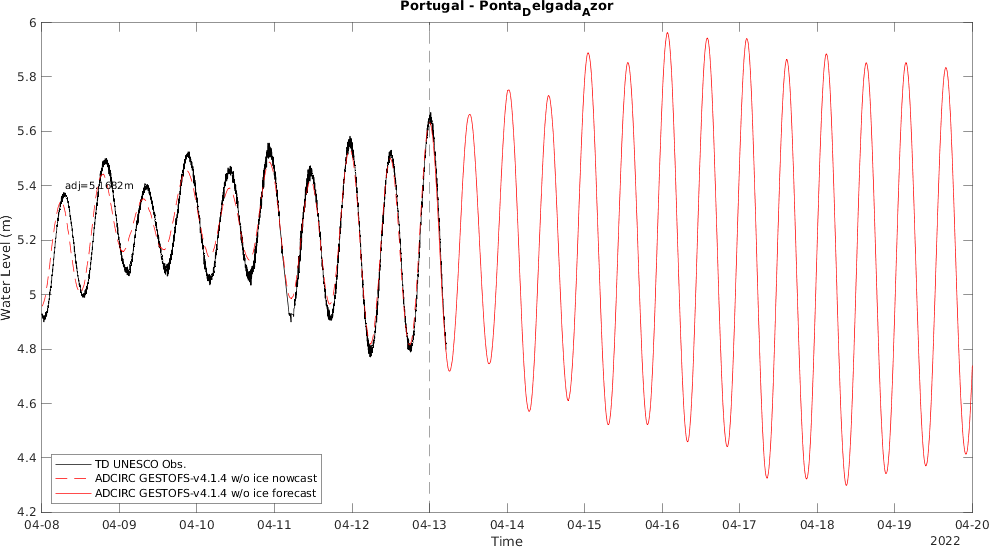 Portugal - PontaDelgadaAzor
6
5.8
5.6
5.4
5.2
5
4.8
4.6
4.4
4.2
Water Level (m)
adj=5.1682m
TD UNESCO Obs.
ADCIRC GESTOFS-v4.1.4 w/o ice nowcast
ADCIRC GESTOFS-v4.1.4 w/o ice forecast
04-08 04-09 04-10 04-11 04-12 04-13 04-14 04-15 04-16 04-17 04-18 04-19 04-20
Time
2022